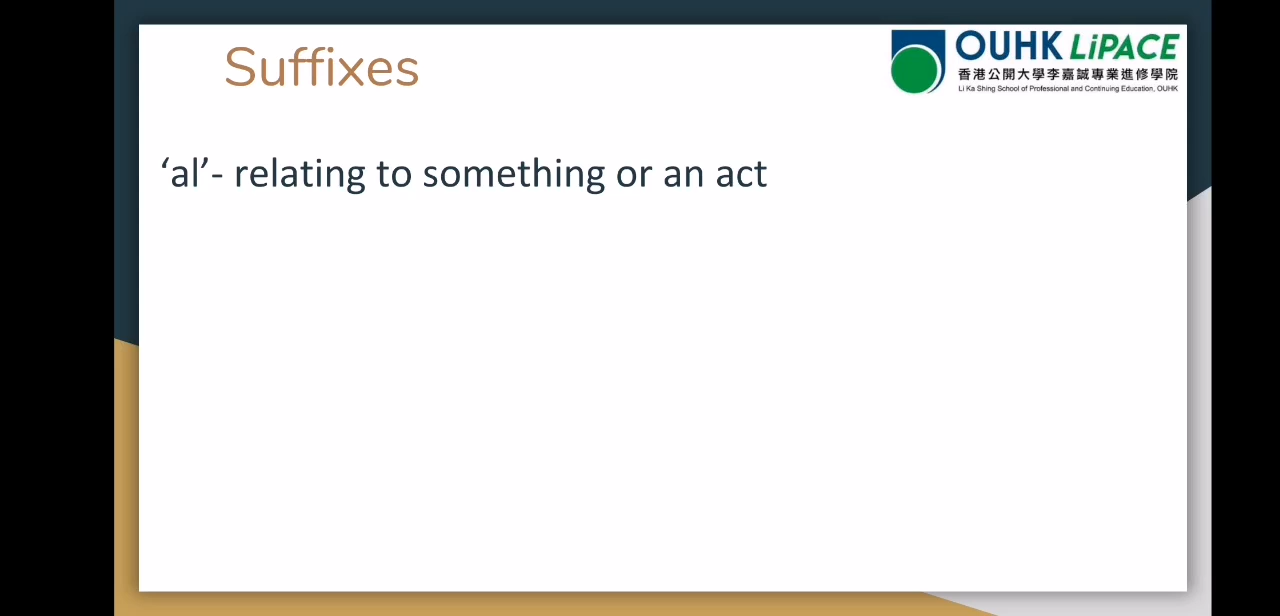 Suffixes
OUHK LiPACE
香港公開大學李嘉誠專業進修學院
Li Ka Shing School of Professional and Continuing Education, OUHK
‘al’- relating to something or an act